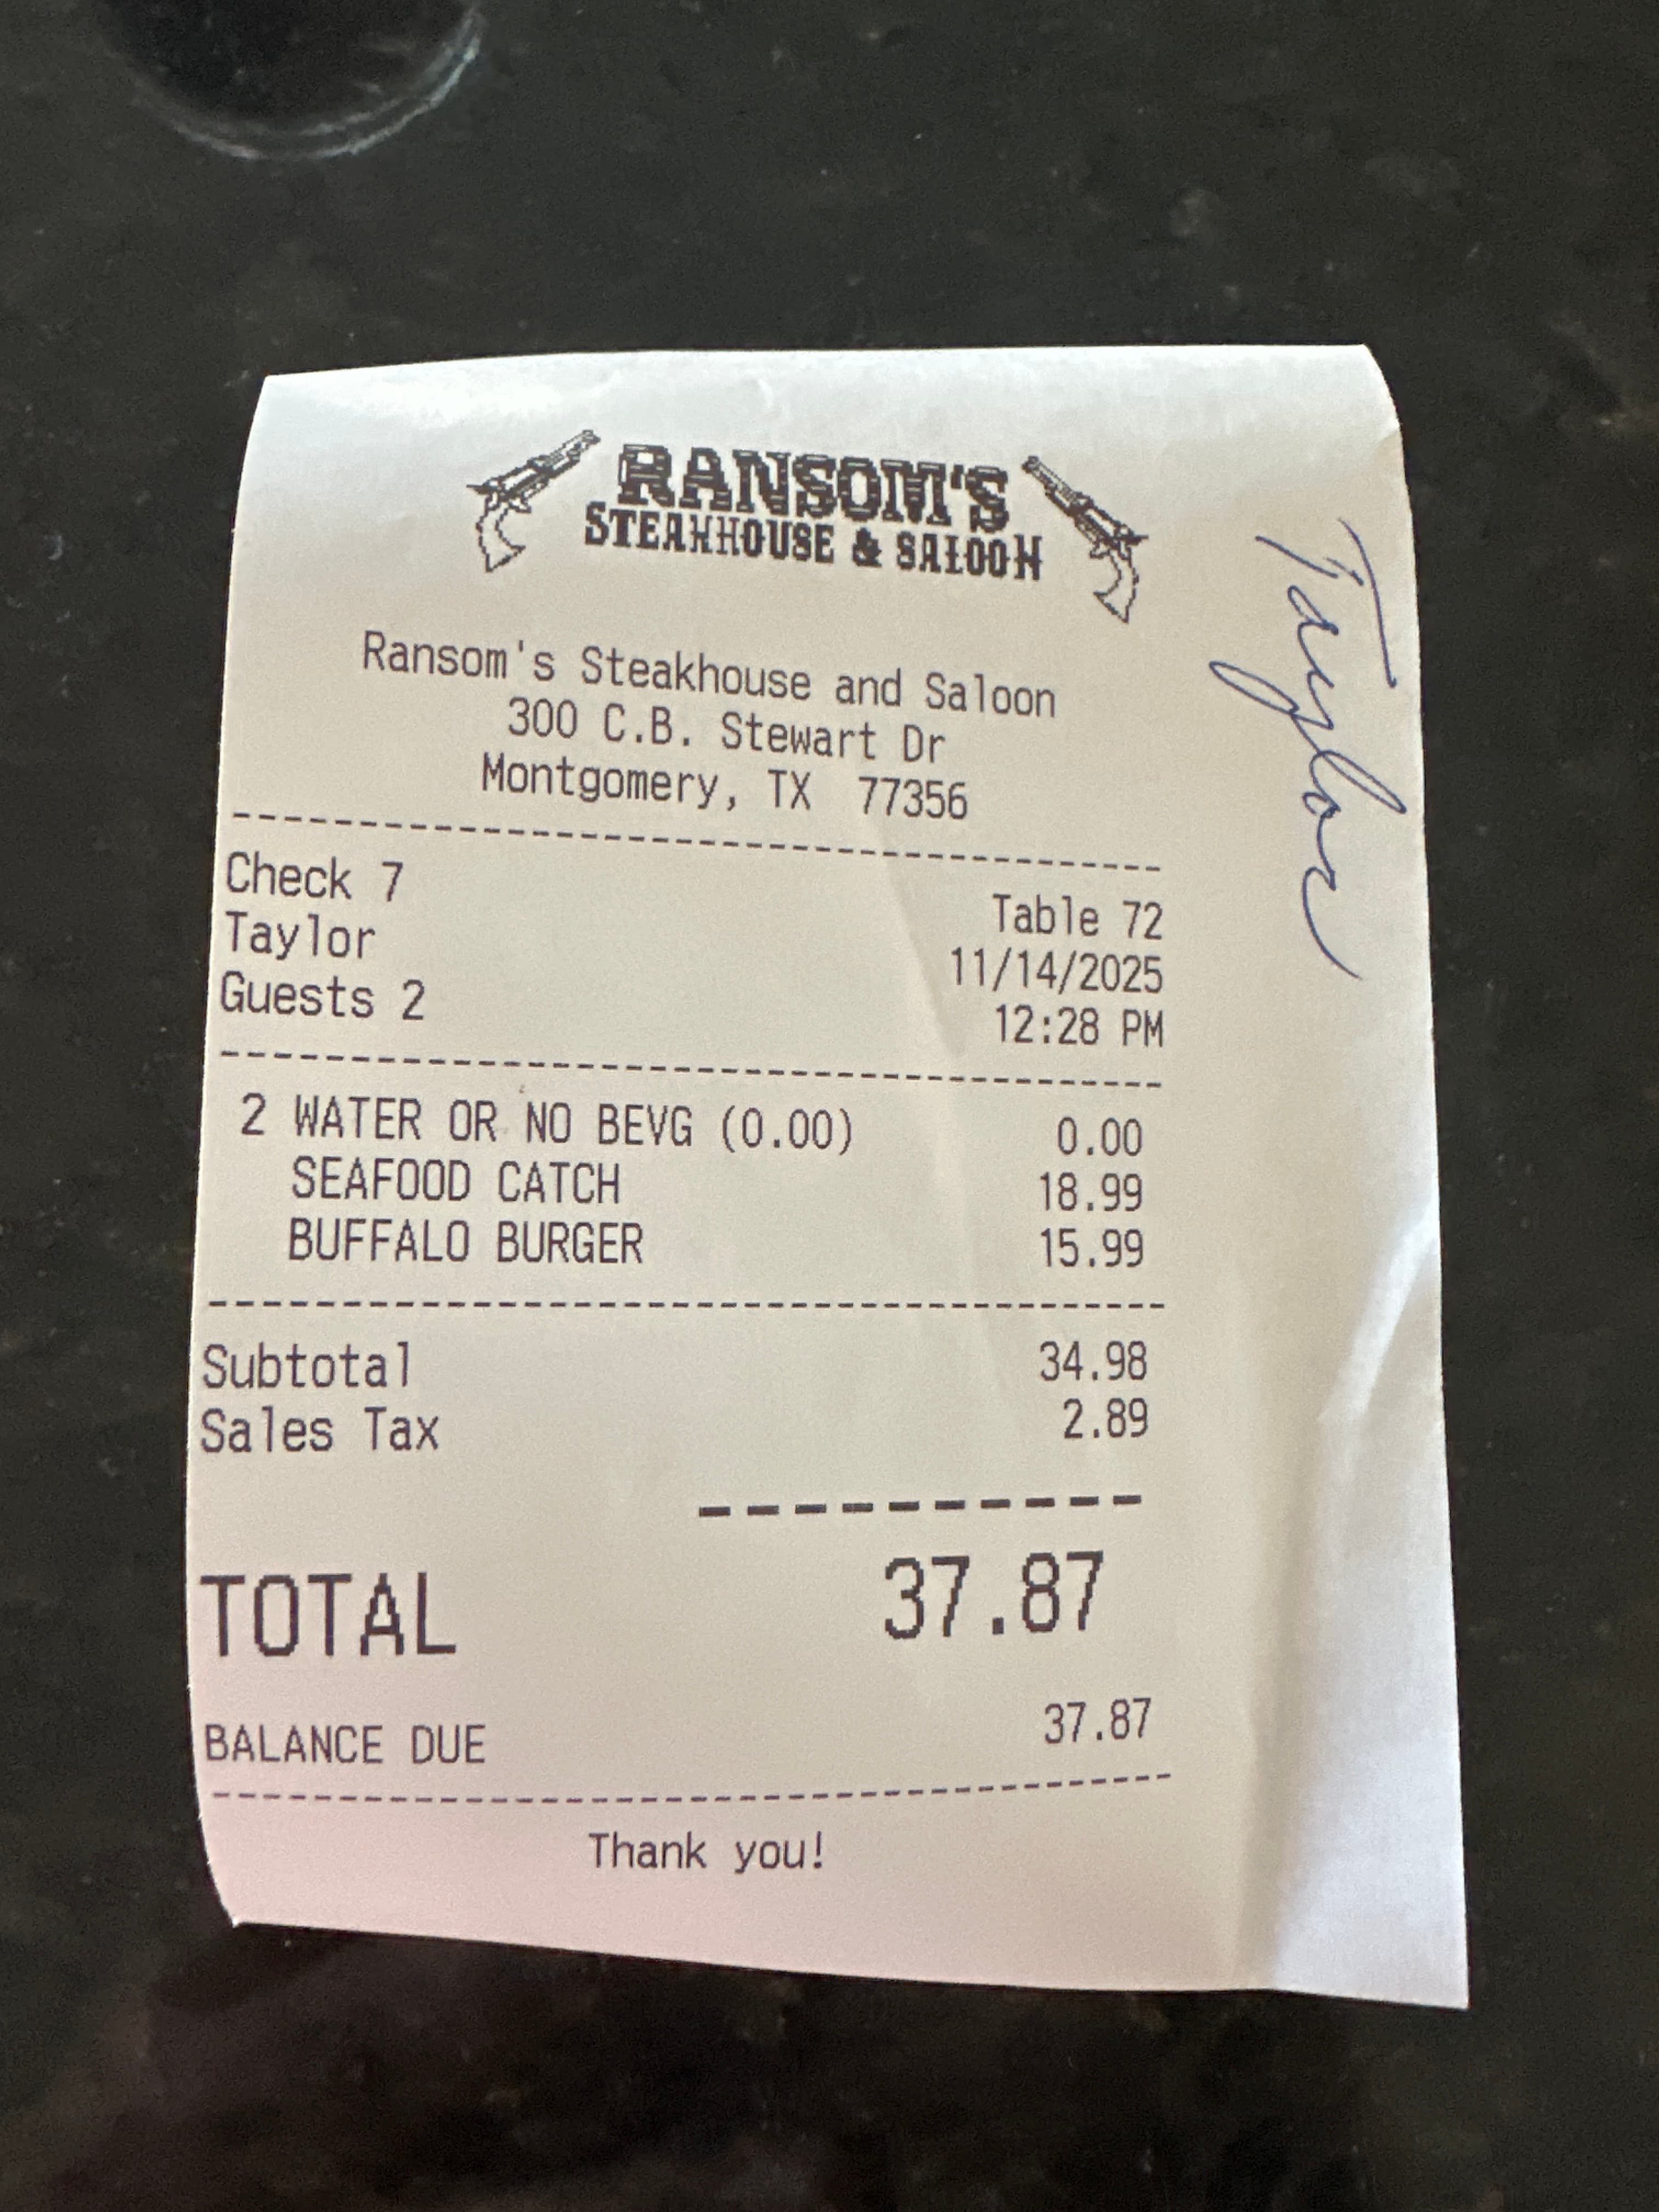 RANSOM'S
STEAKHOUSE & SALOON
Ransom's Steakhouse and Saloon
300 C.B. Stewart Dr
Montgomery, TX 77356
Check 7 Table 72
Taylor 11/14/2025
Guests 2 12:28 PM
2 WATER OR NO BEVG (0.00) 0.00
SEAFOOD CATCH 18.99
BUFFALO BURGER 15.99
Subtotal 34.98
Sales Tax 2.89
TOTAL 37.87
BALANCE DUE 37.87
Thank you!
Taylor